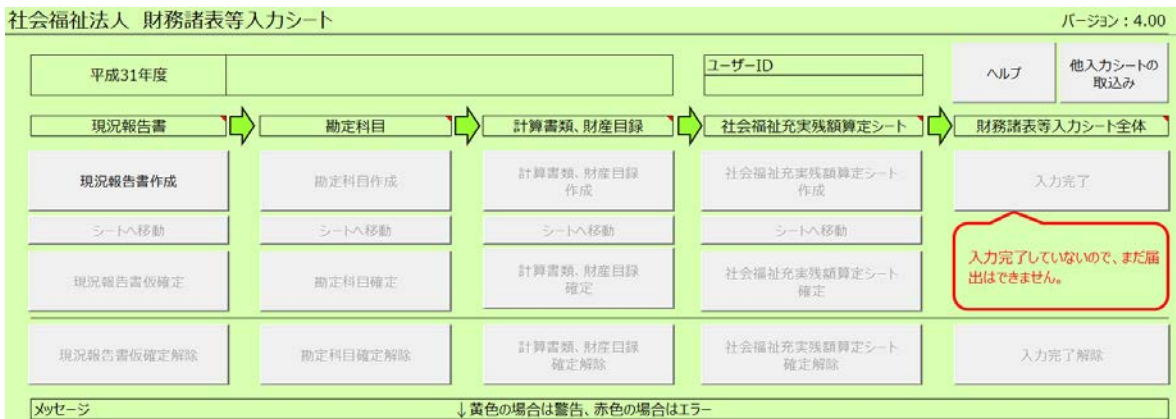 社会福祉法人 財務諸表等入力シート
バージョン：4.00
平成31年度
ユーザーID
ヘルプ
他入力シートの
取込み
現況報告書
勘定科目
計算書類、財産目録
社会福祉充実残額算定シート
財務諸表等入力シート全体
現況報告書作成
勘定科目作成
計算書類、財産目録
作成
社会福祉充実残額算定シート
作成
入力完了
シートへ移動
シートへ移動
シートへ移動
シートへ移動
入力完了していないので、まだ届
出はできません。
現況報告書仮確定
勘定科目確定
計算書類、財産目録
確定
社会福祉充実残額算定シート
確定
現況報告書仮確定解除
勘定科目確定解除
計算書類、財産目録
確定解除
社会福祉充実残額算定シート
確定解除
入力完了解除
メッセージ
↓黄色の場合は警告、赤色の場合はエラー